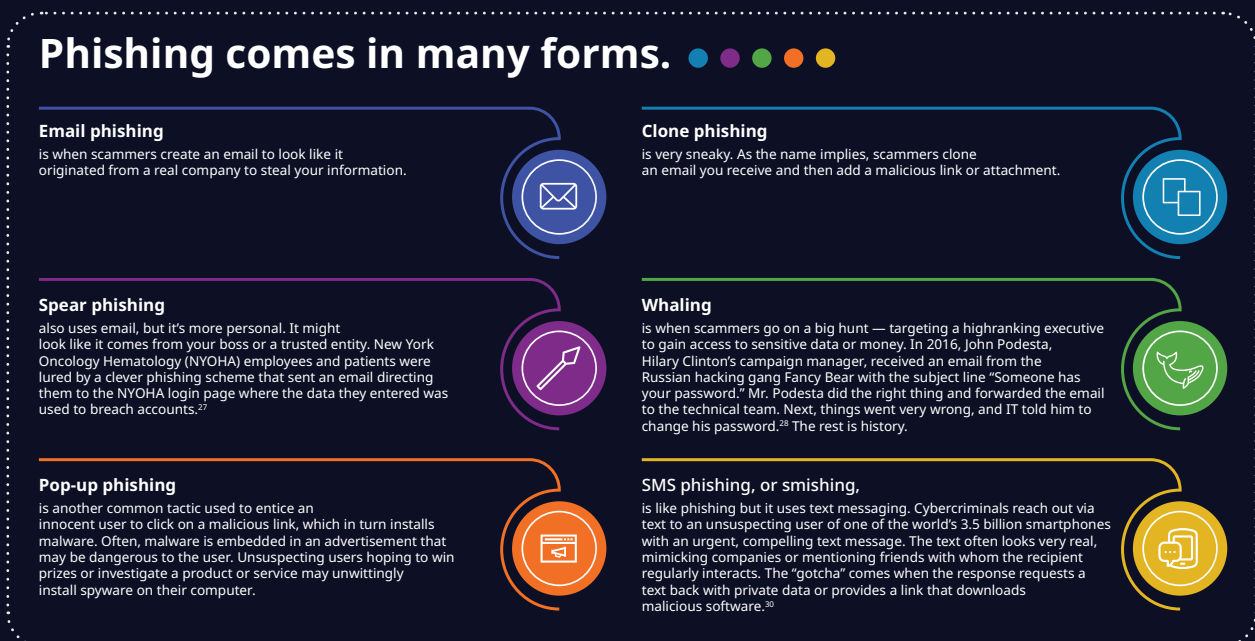 Phishing comes in many forms.
Email phishing
is when scammers create an email to look like it
originated from a real company to steal your information.
Clone phishing
is very sneaky. As the name implies, scammers clone
an email you receive and then add a malicious link or attachment.
Spear phishing
also uses email, but it’s more personal. It might
look like it comes from your boss or a trusted entity. New York
Oncology Hematology (NYOHA) employees and patients were
lured by a clever phishing scheme that sent an email directing
them to the NYOHA login page where the data they entered was
used to breach accounts.27
Whaling
is when scammers go on a big hunt — targeting a highranking executive
to gain access to sensitive data or money. In 2016, John Podesta,
Hilary Clinton’s campaign manager, received an email from the
Russian hacking gang Fancy Bear with the subject line “Someone has
your password.” Mr. Podesta did the right thing and forwarded the email
to the technical team. Next, things went very wrong, and IT told him to
change his password.28 The rest is history.
Pop-up phishing
is another common tactic used to entice an
innocent user to click on a malicious link, which in turn installs
malware. Often, malware is embedded in an advertisement that
may be dangerous to the user. Unsuspecting users hoping to win
prizes or investigate a product or service may unwittingly
install spyware on their computer.
SMS phishing, or smishing,
is like phishing but it uses text messaging. Cybercriminals reach out via
text to an unsuspecting user of one of the world’s 3.5 billion smartphones
with an urgent, compelling text message. The text often looks very real,
mimicking companies or mentioning friends with whom the recipient
regularly interacts. The “gotcha” comes when the response requests a
text back with private data or provides a link that downloads
malicious software.30